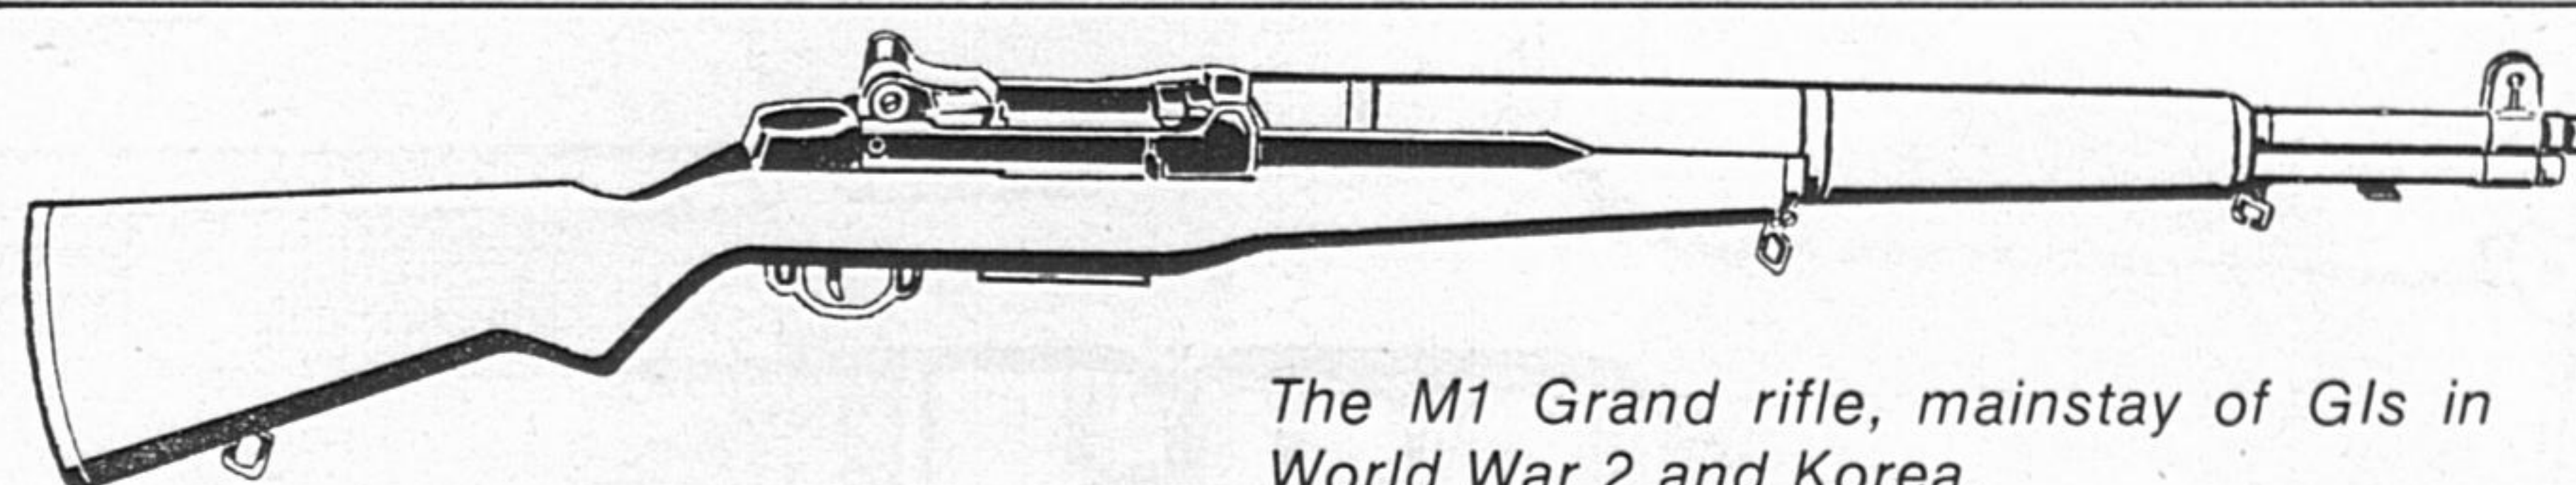 The M1 Grand rifle, mainstay of GIs in
World War 2 and Korea.